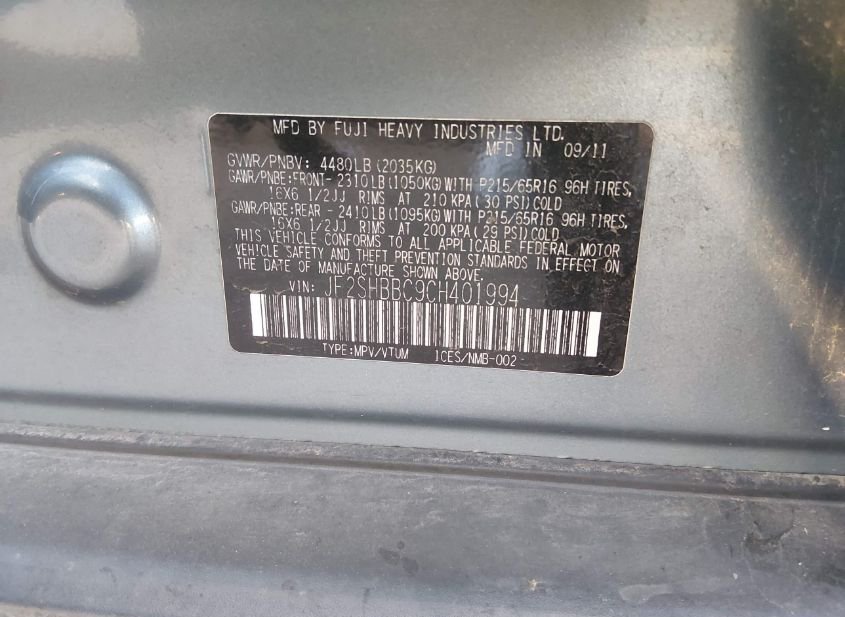 MFD BY FUJI HEAVY INDUSTRIES LTD.
MFD IN 09/11
GVWR/PNBV: 4480LB (2035KG)
GAWR/PNBE:FRONT- 2310LB (1050KG) WITH P215/65R16 96H TIRES,
16X6 1/2JJ RIMS AT 210 KPA (30 PSI) COLD
GAWR/PNBE:REAR - 2410LB (1095KG) WITH P215/65R16 96H TIRES,
16X6 1/2JJ RIMS AT 200 KPA (29 PSI) COLD
THIS VEHICLE CONFORMS TO ALL APPLICABLE FEDERAL MOTOR
VEHICLE SAFETY AND THEFT PREVENTION STANDARDS IN EFFECT ON
THE DATE OF MANUFACTURE SHOWN ABOVE.
VIN: JF2SHBBC9CH401994
TYPE:MPV/VTUM ICES/NMB-002